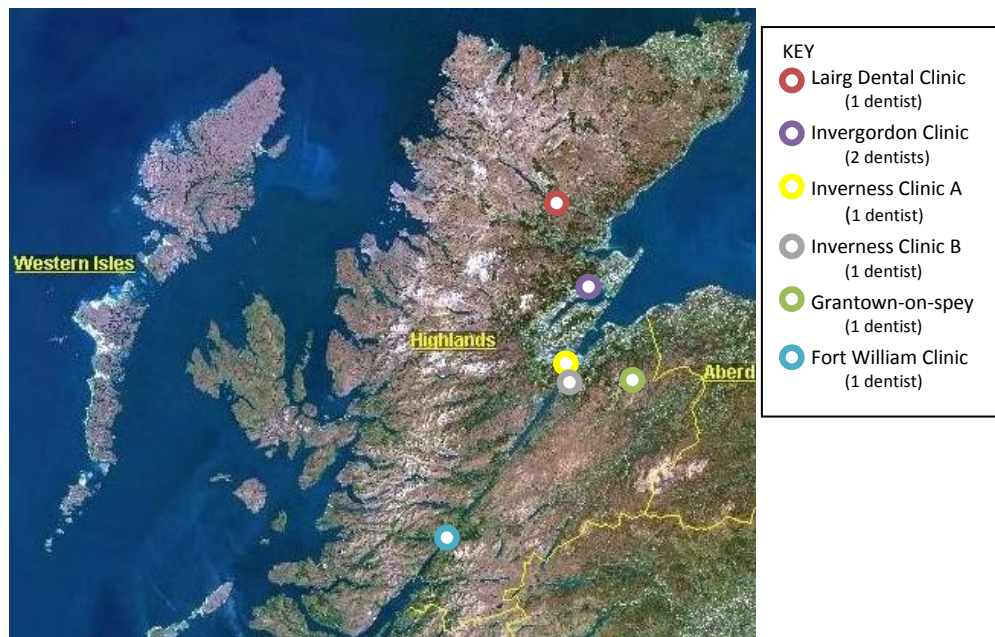 Western Isles
Highlands
Aberd
KEY
Lairg Dental Clinic
(1 dentist)
Invergordon Clinic
(2 dentists)
Inverness Clinic A
(1 dentist)
Inverness Clinic B
(1 dentist)
Grantown-on-spey
(1 dentist)
Fort William Clinic
(1 dentist)